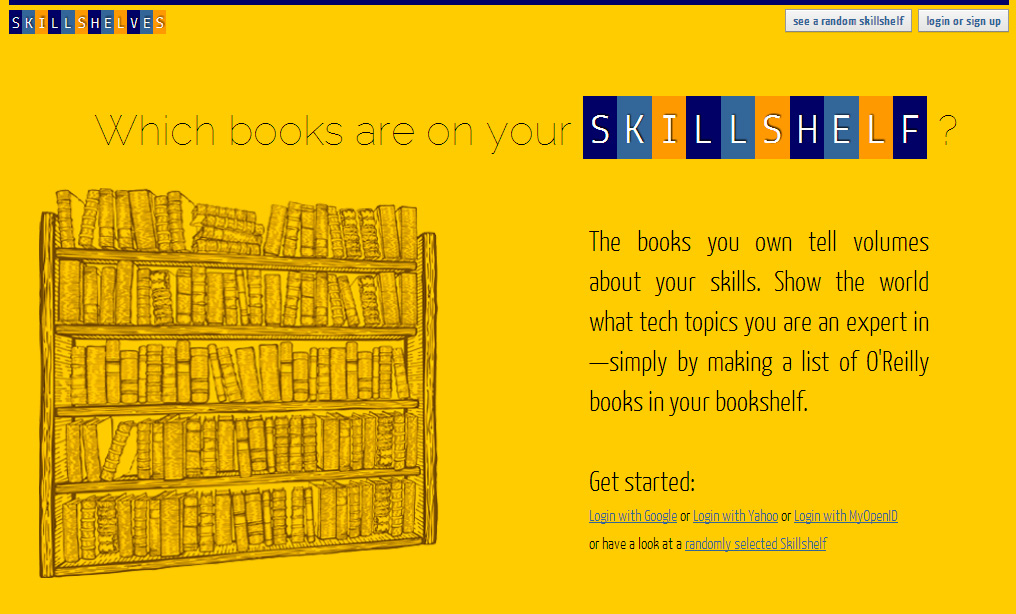 SKILLSHELVES
see a random skillshelf
login or sign up
Which books are on your SKILLSHELF ?
The books you own tell volumes
about your skills. Show the world
what tech topics you are an expert in
—simply by making a list of O'Reilly
books in your bookshelf.
Get started:
Login with Google or Login with Yahoo or Login with MyOpenID
or have a look at a randomly selected Skillshelf